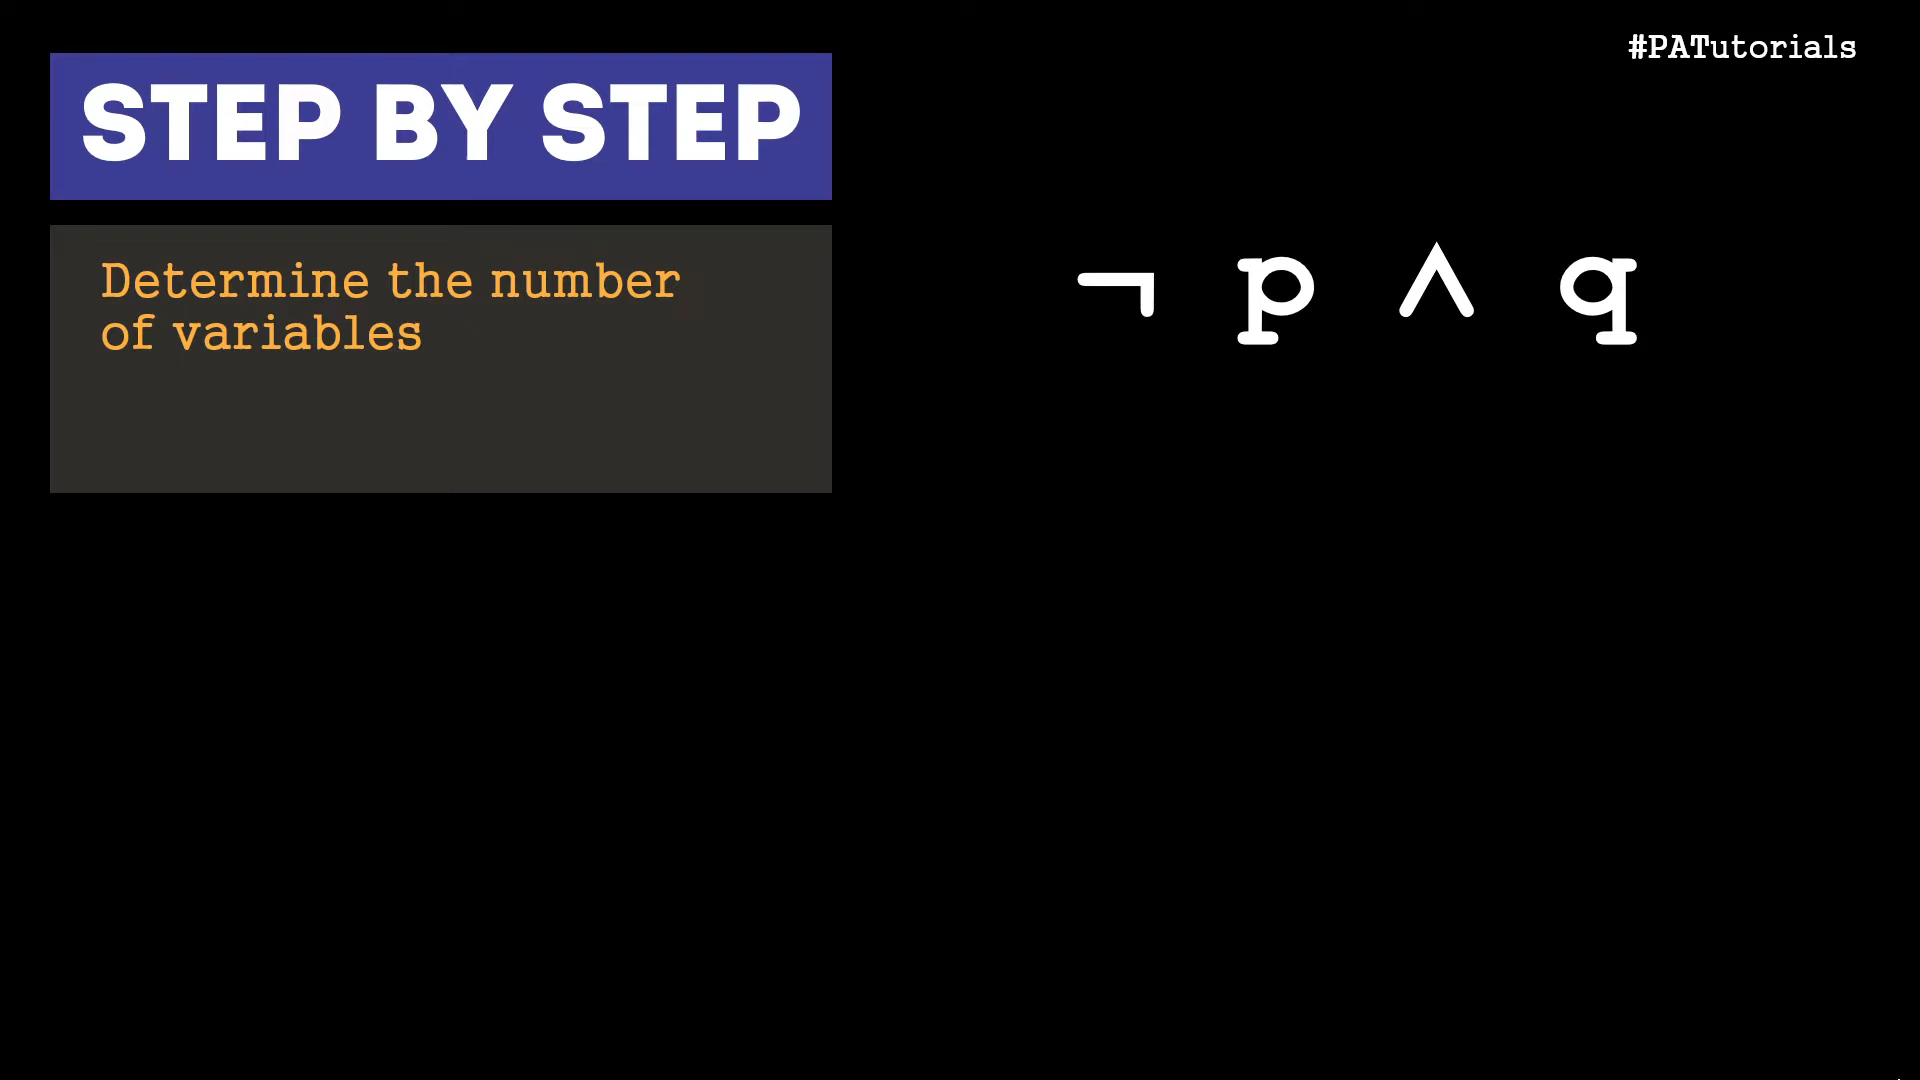 #PATutorials
STEP BY STEP
Determine the number
of variables
¬ p ∧ q